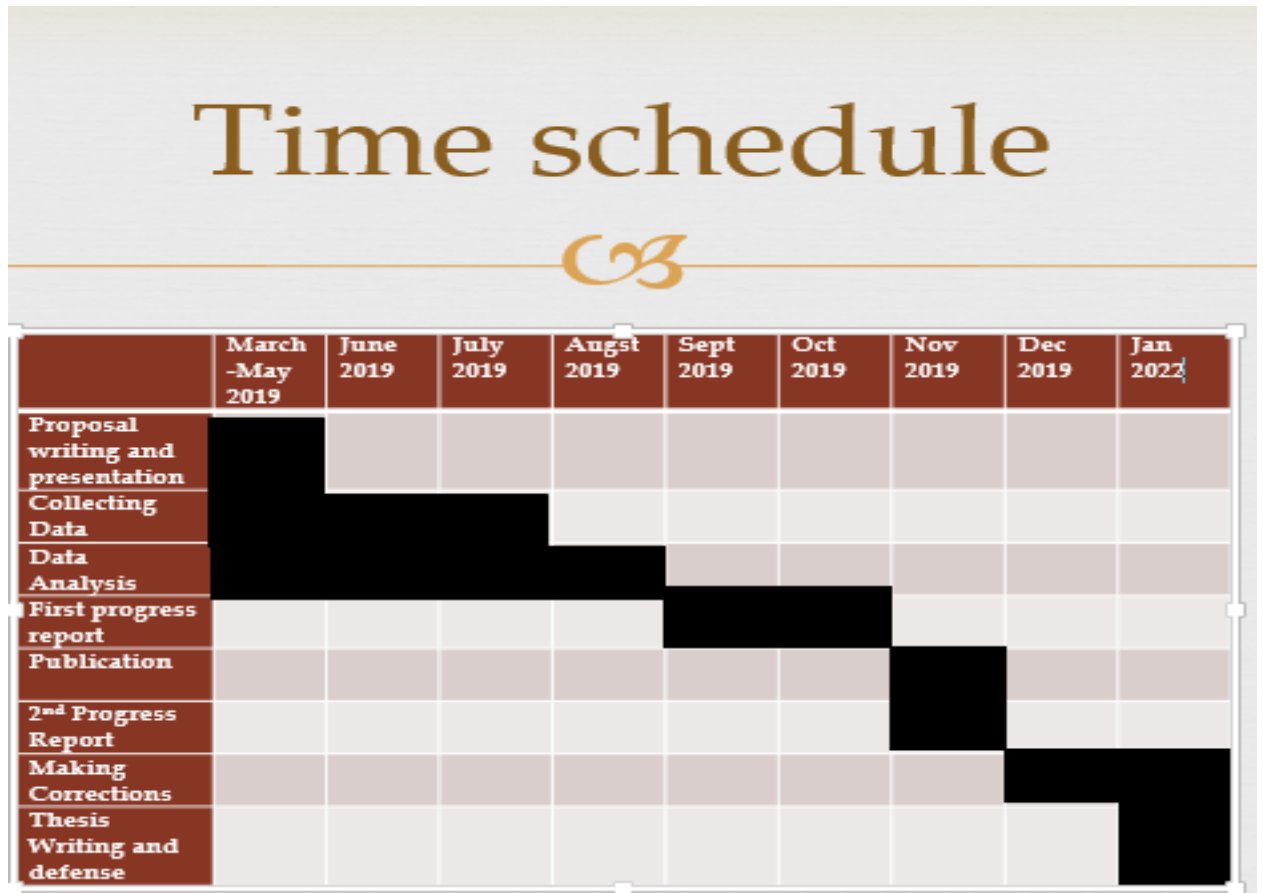 Time schedule
March
-May
2019
June
2019
July
2019
Augst
2019
Sept
2019
Oct
2019
Nov
2019
Dec
2019
Jan
2022
Proposal
writing and
presentation
Collecting
Data
Data
Analysis
First progress
report
Publication
2nd Progress
Report
Making
Corrections
Thesis
Writing and
defense